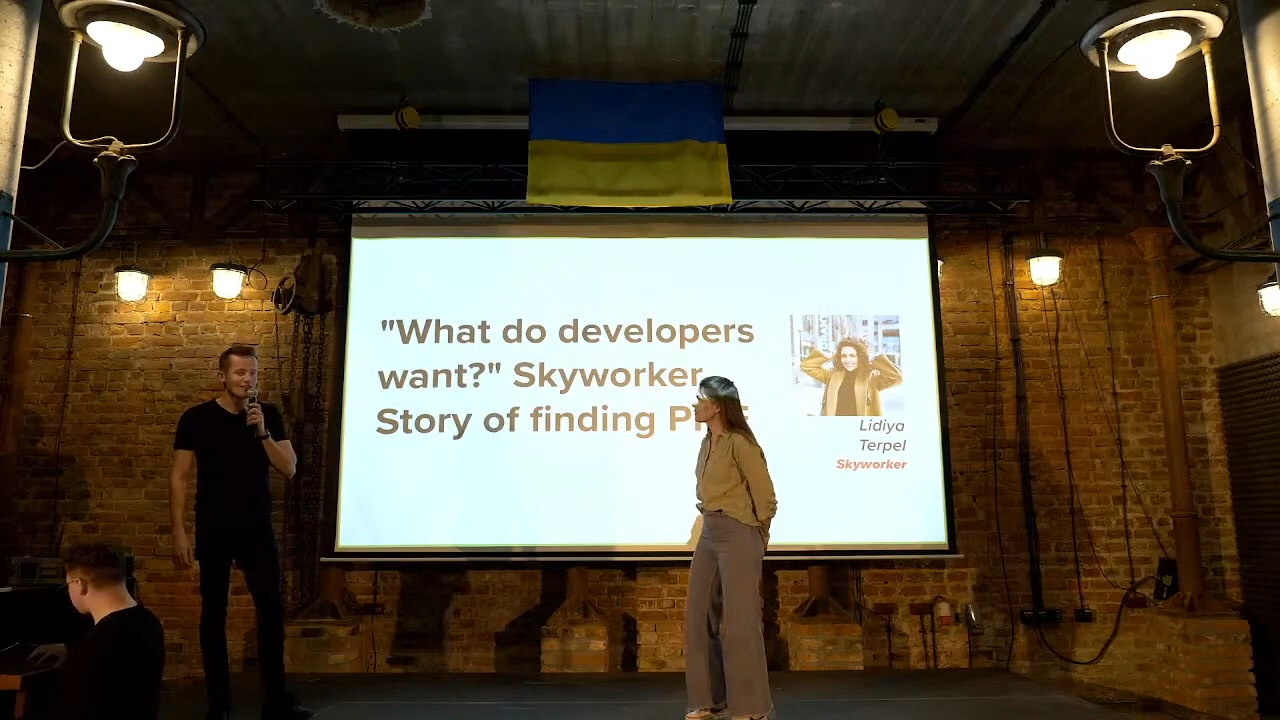 "What do developers
want?" Skyworker
Story of finding
Lidiya
Terpel
Skyworker